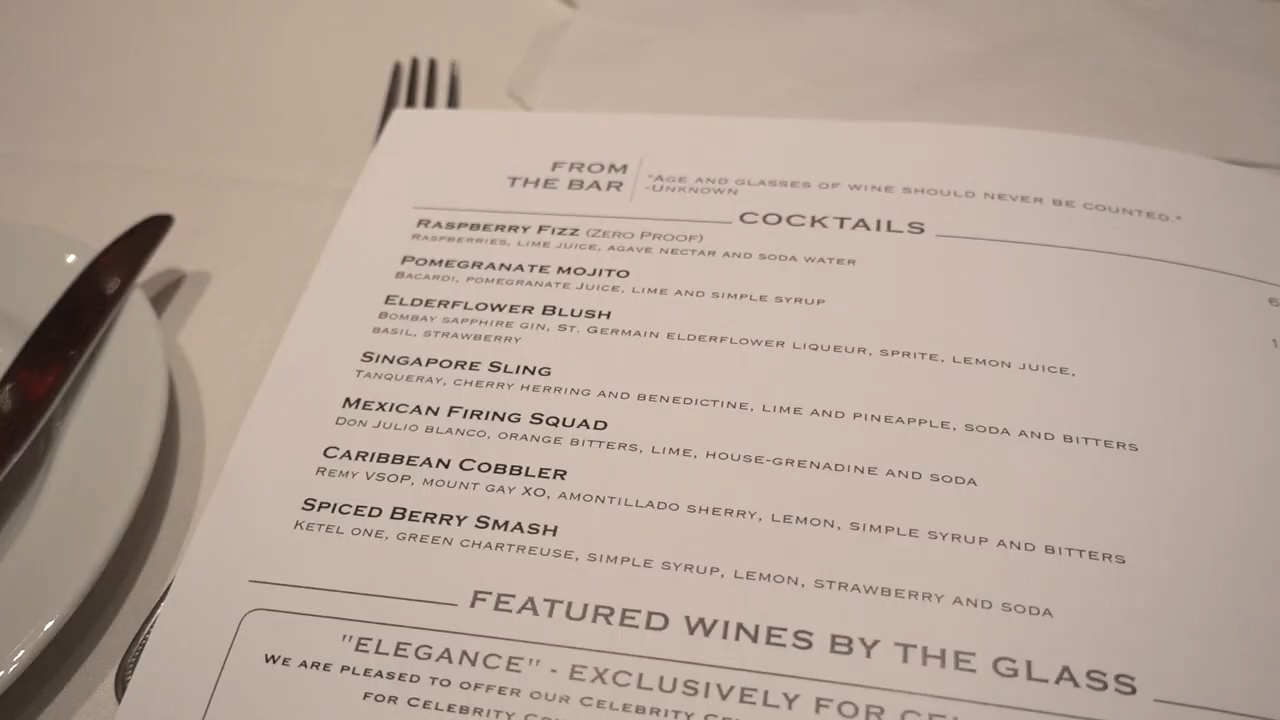 FROM
THE BAR
"AGE AND GLASSES OF WINE SHOULD NEVER BE COUNTED."
-UNKNOWN
COCKTAILS
RASPBERRY FIZZ (ZERO PROOF)
RASPBERRIES, LIME JUICE, AGAVE NECTAR AND SODA WATER
POMEGRANATE MOJITO
BACARDI, POMEGRANATE JUICE, LIME AND SIMPLE SYRUP
ELDERFLOWER BLUSH
BOMBAY SAPPHIRE GIN, ST. GERMAIN ELDERFLOWER LIQUEUR, SPRITE, LEMON JUICE,
BASIL, STRAWBERRY
SINGAPORE SLING
TANQUERAY, CHERRY HERRING AND BENEDICTINE, LIME AND PINEAPPLE, SODA AND BITTERS
MEXICAN FIRING SQUAD
DON JULIO BLANCO, ORANGE BITTERS, LIME, HOUSE-GRENADINE AND SODA
CARIBBEAN COBBLER
REMY VSOP, MOUNT GAY XO, AMONTILLADO SHERRY, LEMON, SIMPLE SYRUP AND BITTERS
SPICED BERRY SMASH
KETEL ONE, GREEN CHARTREUSE, SIMPLE SYRUP, LEMON, STRAWBERRY AND SODA
FEATURED WINES BY THE GLASS
"ELEGANCE" - EXCLUSIVELY FOR
WE ARE PLEASED TO OFFER OUR CELEBRITY
FOR CELEBRITY